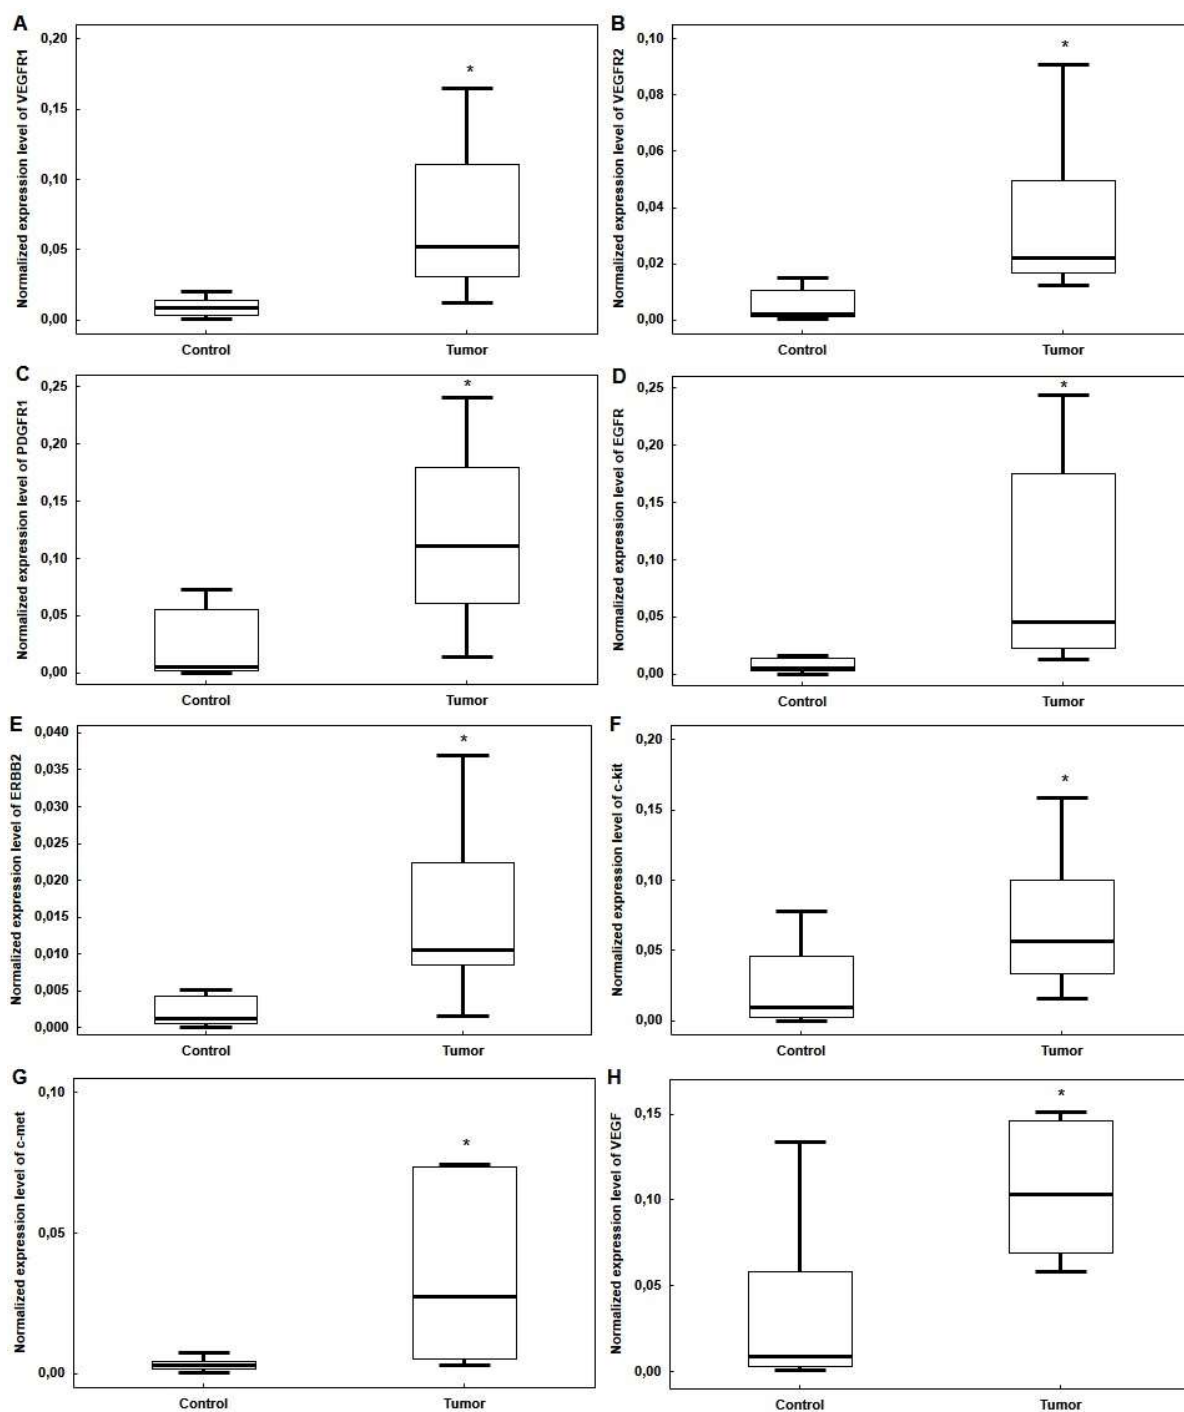 A
Normalized expression level of VEGFR1
0,20
0,15
0,10
0,05
0,00
*
Control
Tumor
B
Normalized expression level of VEGFR2
0,10
0,08
0,06
0,04
0,02
0,00
*
Control
Tumor
C
Normalized expression level of PDGFR1
0,25
0,20
0,15
0,10
0,05
0,00
*
Control
Tumor
D
Normalized expression level of EGFR
0,25
0,20
0,15
0,10
0,05
0,00
*
Control
Tumor
E
Normalized expression level of ERBB2
0,040
0,035
0,030
0,025
0,020
0,015
0,010
0,005
0,000
*
Control
Tumor
F
Normalized expression level of c-kit
0,20
0,15
0,10
0,05
0,00
*
Control
Tumor
G
Normalized expression level of c-met
0,10
0,05
0,00
*
Control
Tumor
H
Normalized expression level of VEGF
0,15
0,10
0,05
0,00
*
Control
Tumor